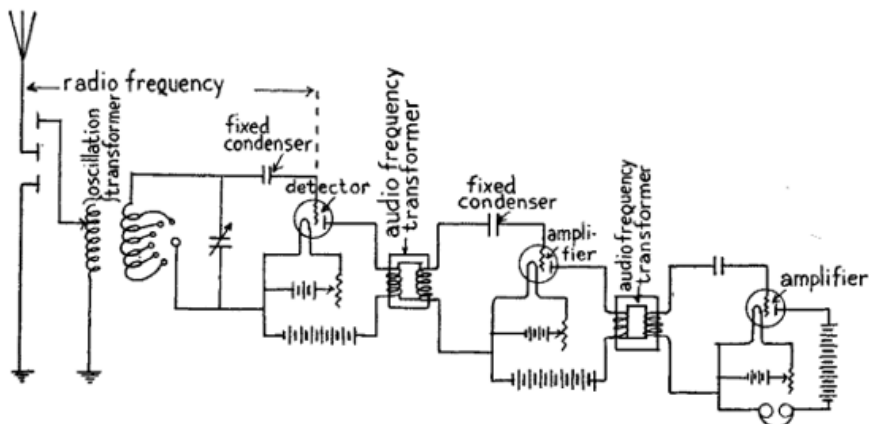 radio frequency
oscillation
transformer
fixed
condenser
detector
audio frequency
transformer
fixed
condenser
ampli-
fier
audio frequency
transformer
amplifier